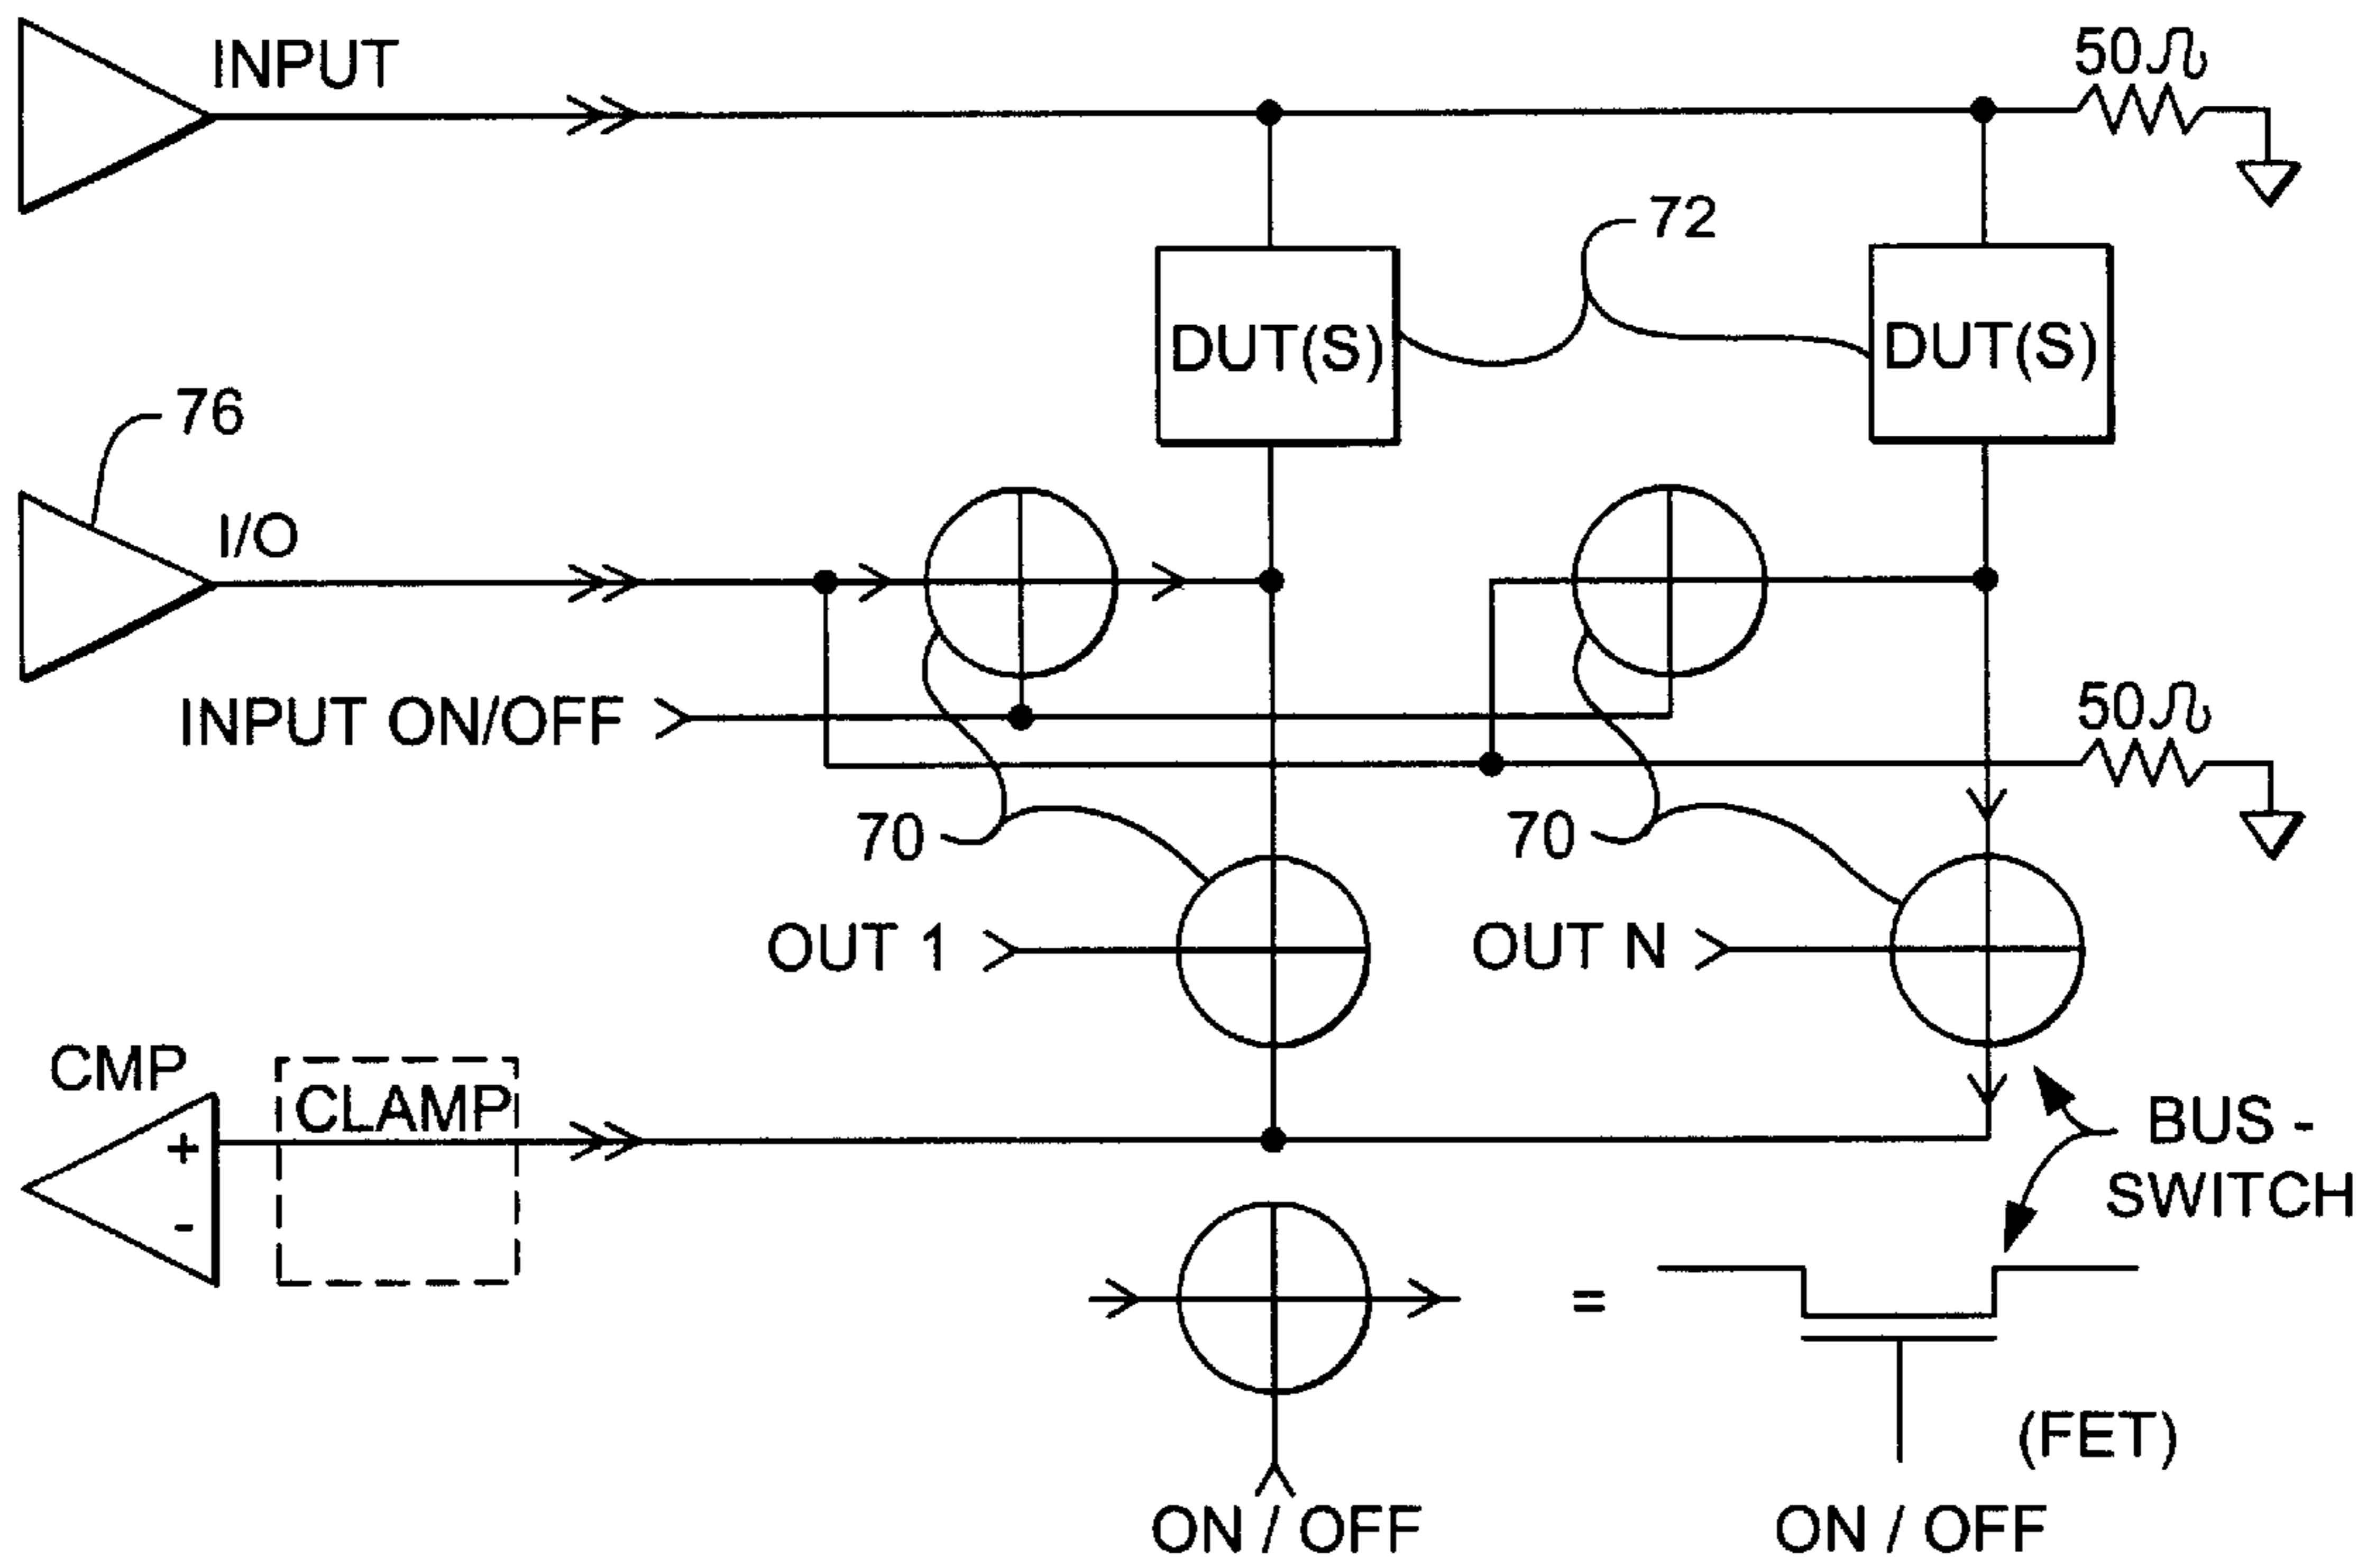 INPUT
50Ω
72
DUT(S)
DUT(S)
76
I/O
INPUT ON/OFF
50Ω
70
70
OUT 1
OUT N
CMP
CLAMP
+
-
BUS -
SWITCH
=
(FET)
ON / OFF
ON / OFF